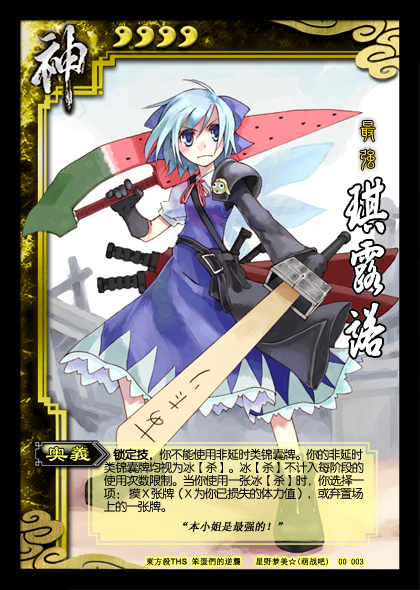 神
最强
琪露诺
奥義
锁定技，你不能使用非延时类锦囊牌。你的非延时
类锦囊牌均视为冰【杀】。冰【杀】不计入每阶段的
使用次数限制。当你使用一张冰【杀】时，你选择一
项：摸X张牌（X为你已损失的体力值），或弃置场
上的一张牌。
“本小姐是最强的！”
東方殺THS 笨蛋們的逆襲 星野梦美☆(萌战吧) 00 003